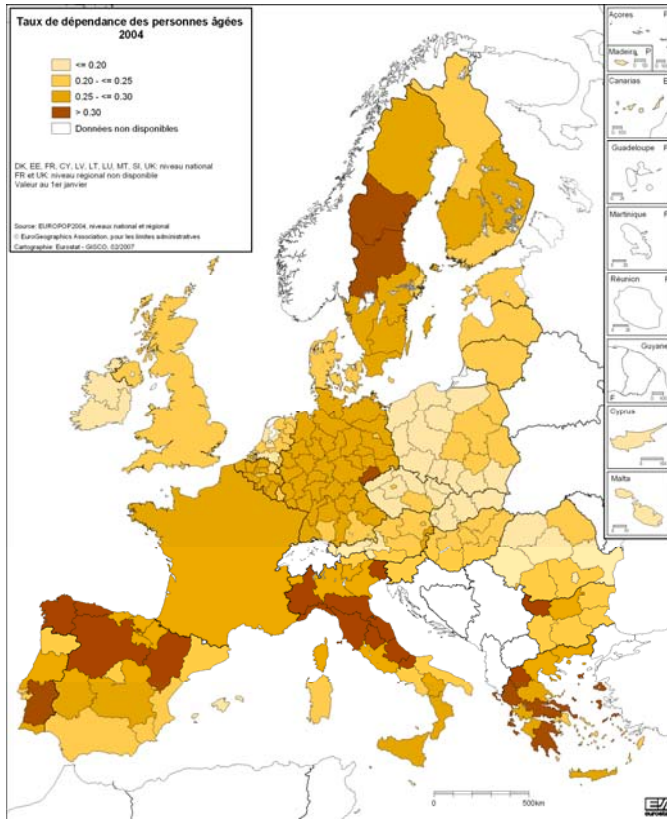 Taux de dépendance des personnes âgées
2004
<= 0.20
0.20 - <= 0.25
0.25 - <= 0.30
> 0.30
Données non disponibles
DK, EE, FR, CY, LV, LT, LU, MT, SI, UK: niveau national
FR et UK: niveau régional non disponible
Valeur au 1er janvier
Source: EUROPOP2004, niveaux national et régional
© EuroGeographics Association, pour les limites administratives
Cartographie: Eurostat - GISCO, 02/2007
Açores P
Madeira P
Canarias E
Guadeloupe F
Martinique F
Réunion F
Guyane
F
Cyprus
Malta
0 500km